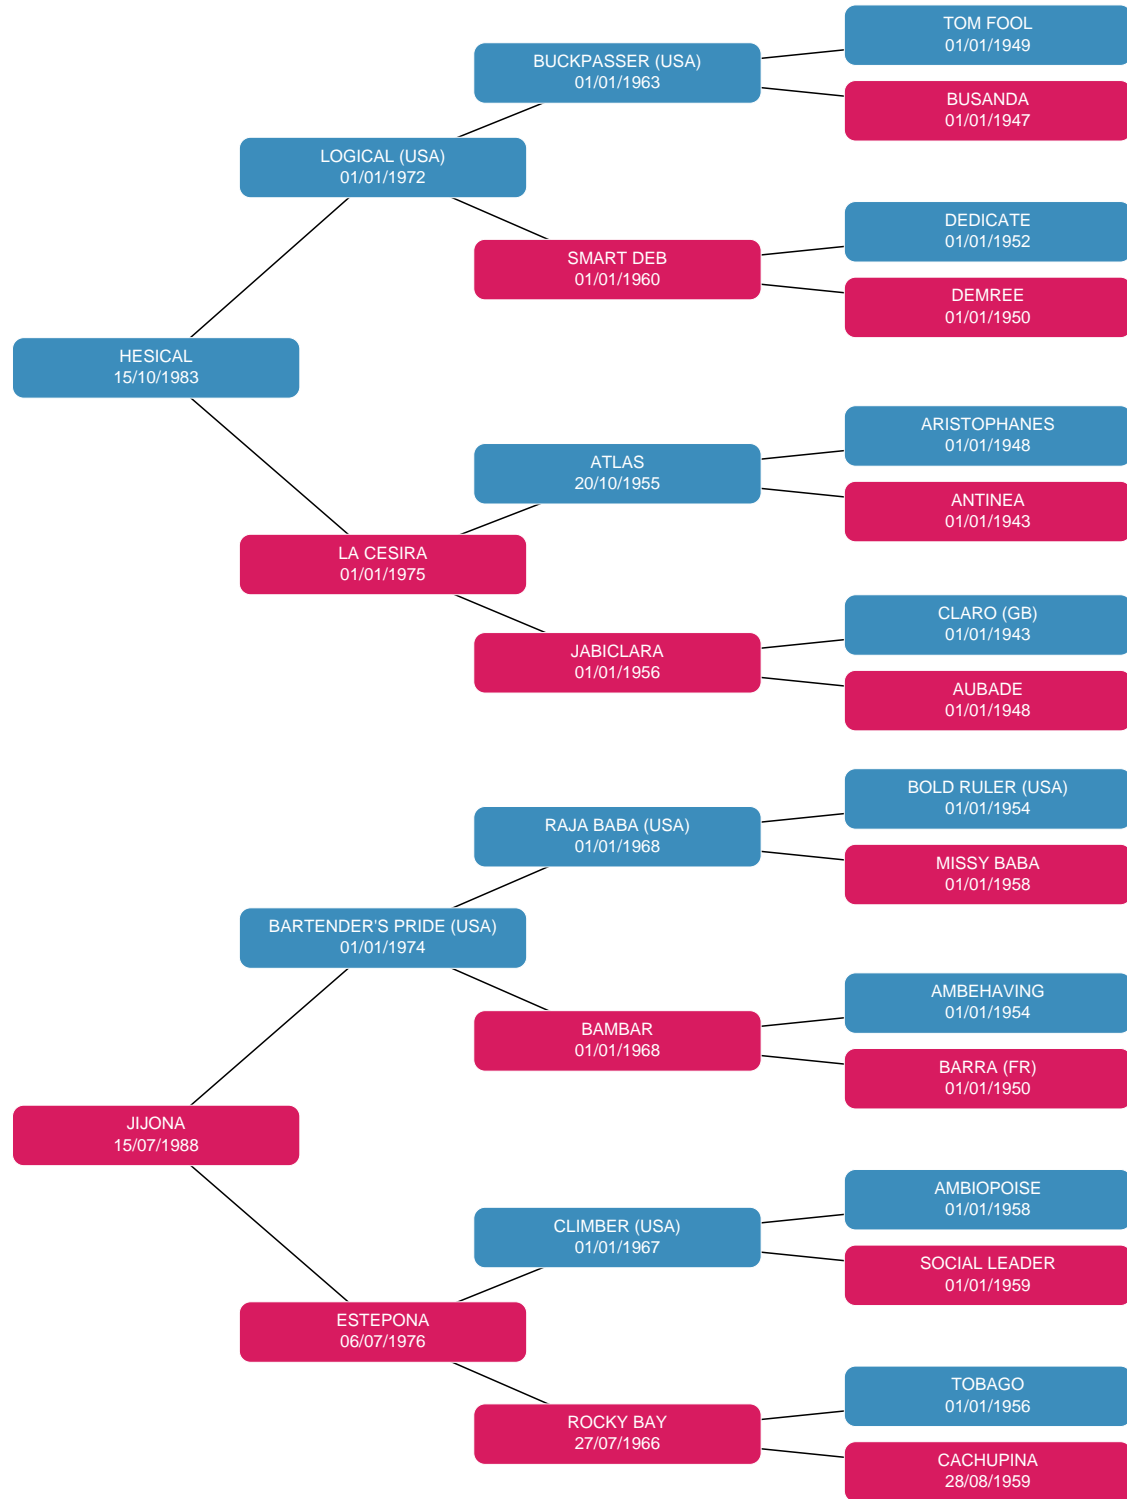 TOM FOOL
01/01/1949
BUCKPASSER (USA)
01/01/1963
BUSANDA
01/01/1947
LOGICAL (USA)
01/01/1972
DEDICATE
01/01/1952
SMART DEB
01/01/1960
DEMREE
01/01/1950
HESICAL
15/10/1983
ARISTOPHANES
01/01/1948
ATLAS
20/10/1955
ANTINEA
01/01/1943
LA CESIRA
01/01/1975
CLARO (GB)
01/01/1943
JABICLARA
01/01/1956
AUBADE
01/01/1948
BOLD RULER (USA)
01/01/1954
RAJA BABA (USA)
01/01/1968
MISSY BABA
01/01/1958
BARTENDER'S PRIDE (USA)
01/01/1974
AMBEHAVING
01/01/1954
BAMBAR
01/01/1968
BARRA (FR)
01/01/1950
JIJONA
15/07/1988
AMBIOPOISE
01/01/1958
CLIMBER (USA)
01/01/1967
SOCIAL LEADER
01/01/1959
ESTEPONA
06/07/1976
TOBAGO
01/01/1956
ROCKY BAY
27/07/1966
CACHUPINA
28/08/1959